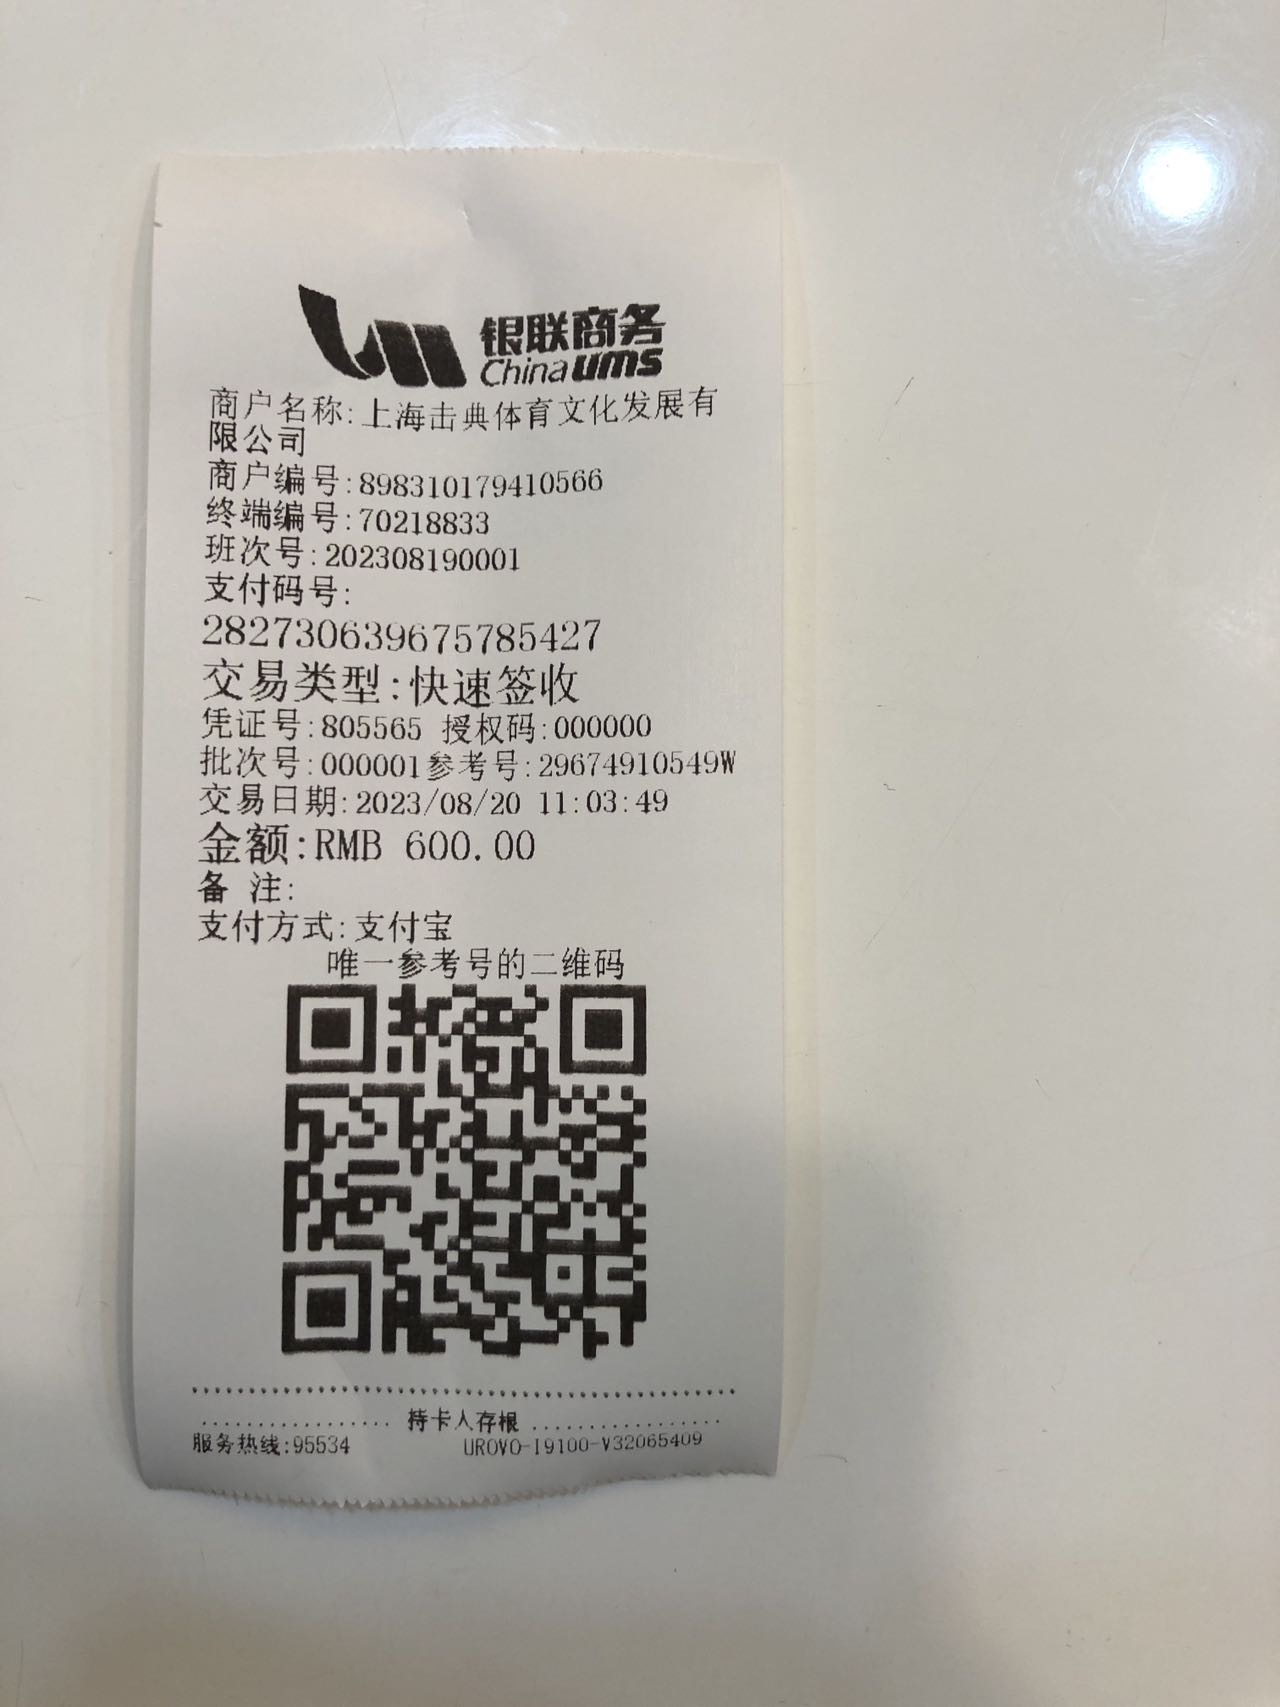 银联商务
Chinaums
商户名称:上海击典体育文化发展有
限公司
商户编号:898310179410566
终端编号:70218833
班次号:202308190001
支付码号:
282730639675785427
交易类型:快速签收
凭证号:805565 授权码:000000
批次号:000001参考号:29674910549W
交易日期:2023/08/20 11:03:49
金额:RMB 600.00
备 注:
支付方式:支付宝
唯一参考号的二维码
持卡人存根
服务热线:95534 UROVO-I9100-V32065409